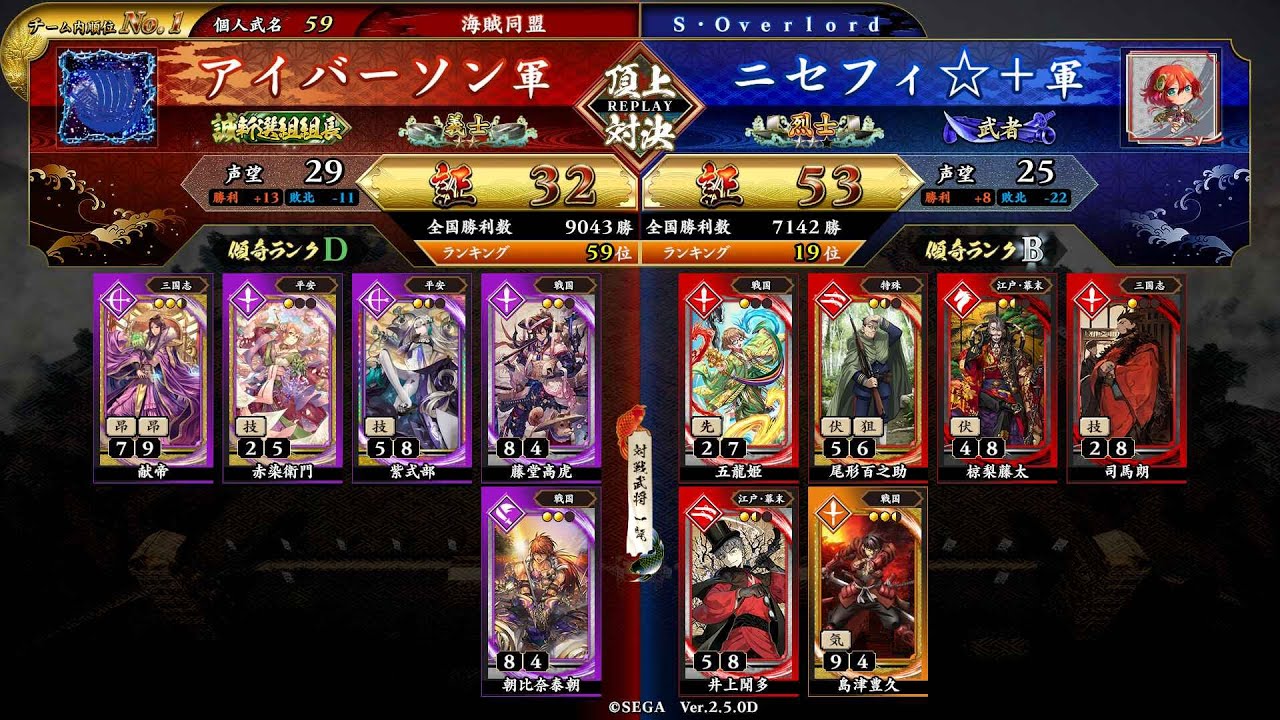 チーム内順位 No.1 個人武名 59 海賊同盟 S・Overlord
アイバーソン軍 頂上 REPLAY 対決 ニセフィ☆＋軍
誠新選組組長 義士 烈士 武者
声望 29 証 32 証 53 声望 25
勝利 +13 敗北 -11 勝利 +8 敗北 -22
全国勝利数 9043勝 全国勝利数 7142勝
傾奇ランクD ランキング 59位 ランキング 19位 傾奇ランクB
三国志 平安 平安 戦国 戦国 特殊 江戸・幕末 三国志
昂 昂 技 技 先 伏 狙 伏 技
7 9 2 5 5 8 8 4 2 7 5 6 4 8 2 8
献帝 赤染衛門 紫式部 藤堂高虎 五龍姫 尾形百之助 椋梨藤太 司馬朗
対戦武将一覧
戦国 江戸・幕末 戦国
気
8 4 5 8 9 4
朝比奈泰朝 井上聞多 島津豊久
©SEGA Ver.2.5.0D